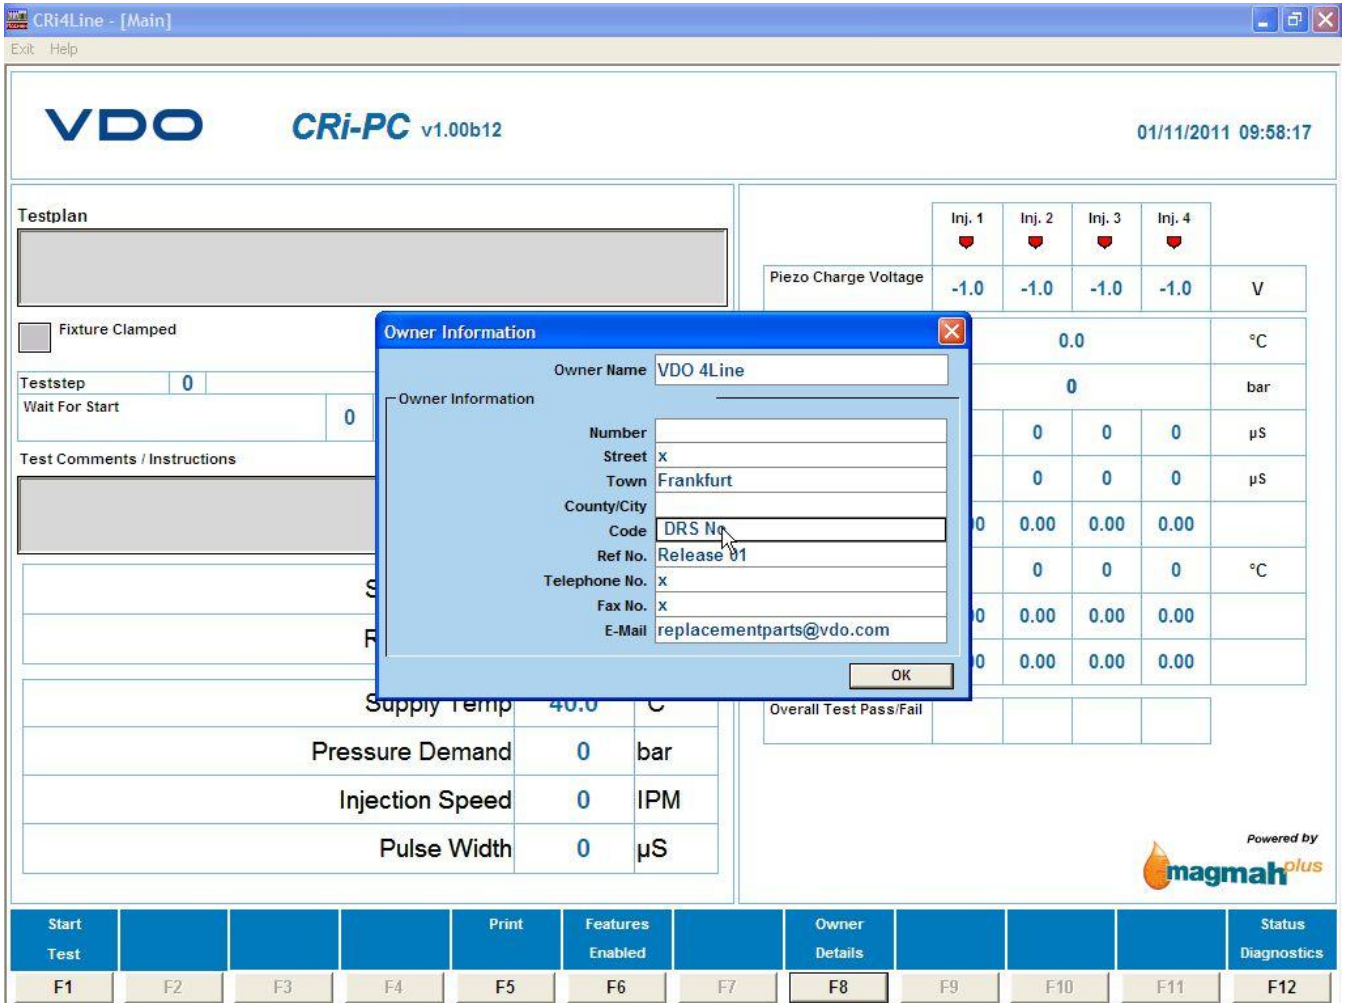 CRi4Line - [Main]
Exit Help
VDO
CRi-PC v1.00b12
01/11/2011 09:58:17
Testplan
Fixture Clamped
Teststep 0
Wait For Start 0
Test Comments / Instructions
Supply Temp 40.0
Pressure Demand 0 bar
Injection Speed 0 IPM
Pulse Width 0 µS
Inj. 1 Inj. 2 Inj. 3 Inj. 4
Piezo Charge Voltage -1.0 -1.0 -1.0 -1.0 V
0.0 °C
0 bar
0 0 0 µS
0 0 0 µS
0.00 0.00 0.00
0 0 0 °C
0.00 0.00 0.00
0.00 0.00 0.00
Overall Test Pass/Fail
Owner Information
Owner Name VDO 4Line
Owner Information
Number
Street x
Town Frankfurt
County/City
Code DRS No
Ref No. Release 01
Telephone No. x
Fax No. x
E-Mail replacementparts@vdo.com
OK
Powered by
magmahplus
Start Test
Print
Features Enabled
Owner Details
Status Diagnostics
F1 F2 F3 F4 F5 F6 F7 F8 F9 F10 F11 F12